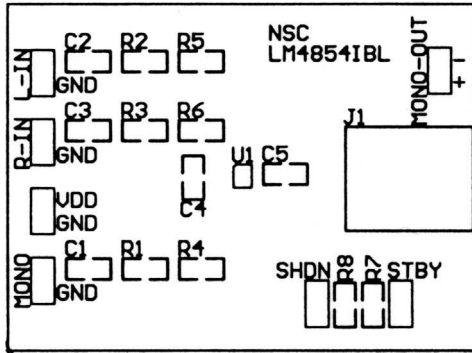 C2 R2 R5 NSC
LM4854IBL
L-IN
GND
MONO-OUT
-
+
C3 R3 R6
R-IN
GND
J1
U1 C5
VDD
GND
C4
C1 R1 R4
MONO
GND
SHDN R8 R7 STBY